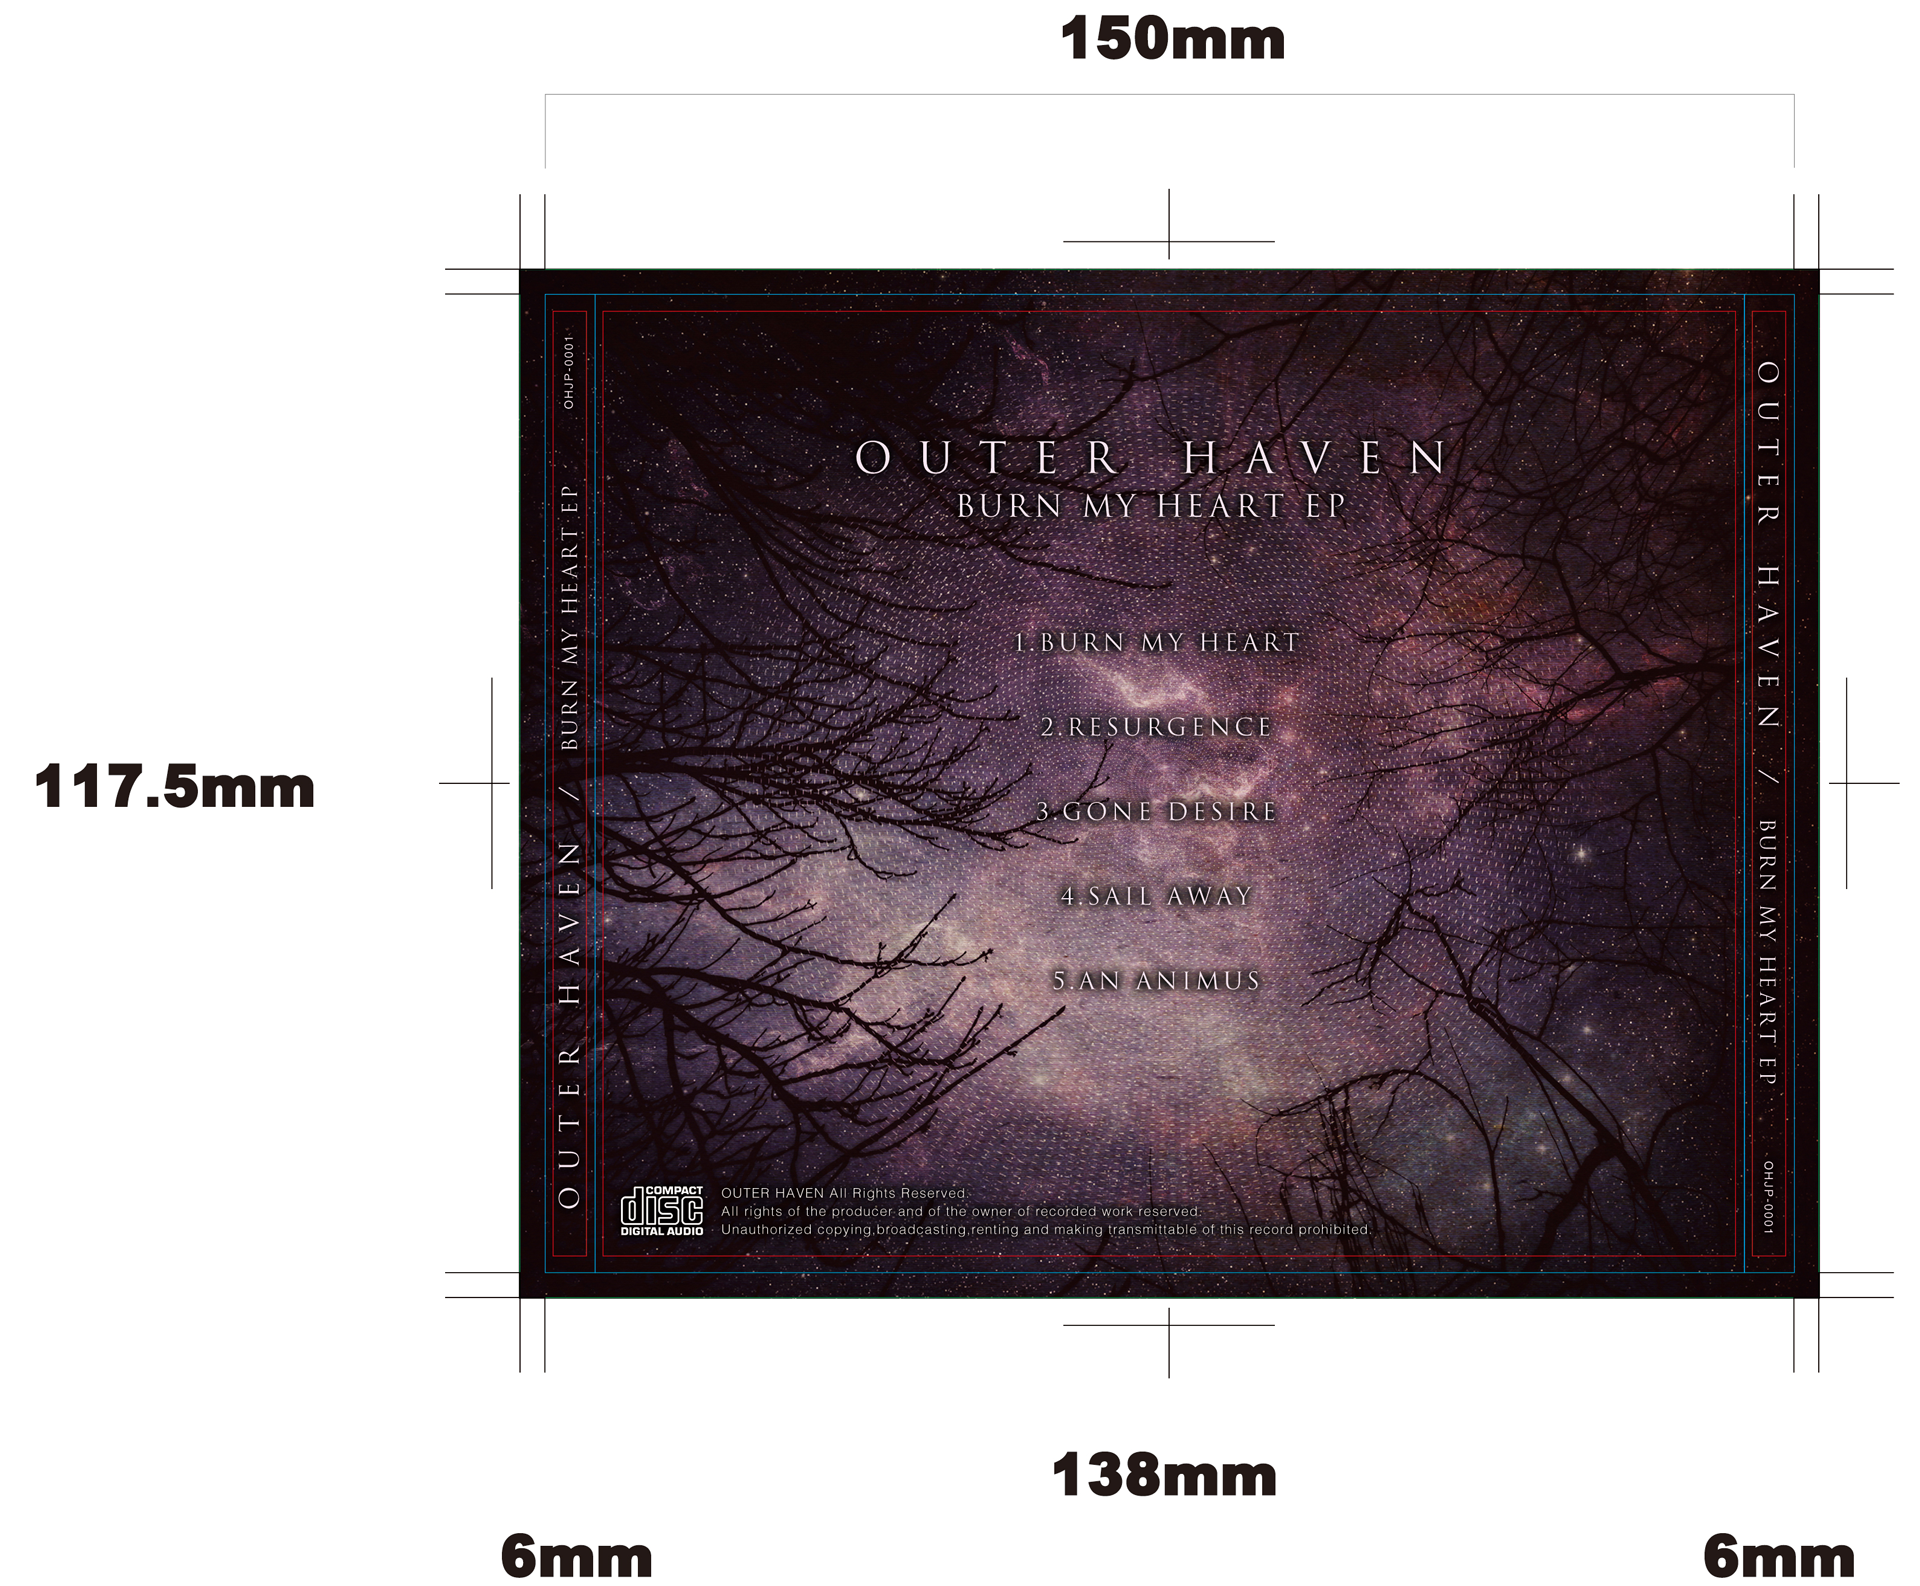 150mm
OUTER HAVEN
BURN MY HEART EP
1.BURN MY HEART
2.RESURGENCE
3.GONE DESIRE
4.SAIL AWAY
5.AN ANIMUS
OUTER HAVEN / BURN MY HEART EP OHJP-0001
OUTER HAVEN / BURN MY HEART EP OHJP-0001
117.5mm
COMPACT
disc
DIGITAL AUDIO
OUTER HAVEN All Rights Reserved.
All rights of the producer and of the owner of recorded work reserved.
Unauthorized copying,broadcasting,renting and making transmittable of this record prohibited.
138mm
6mm
6mm